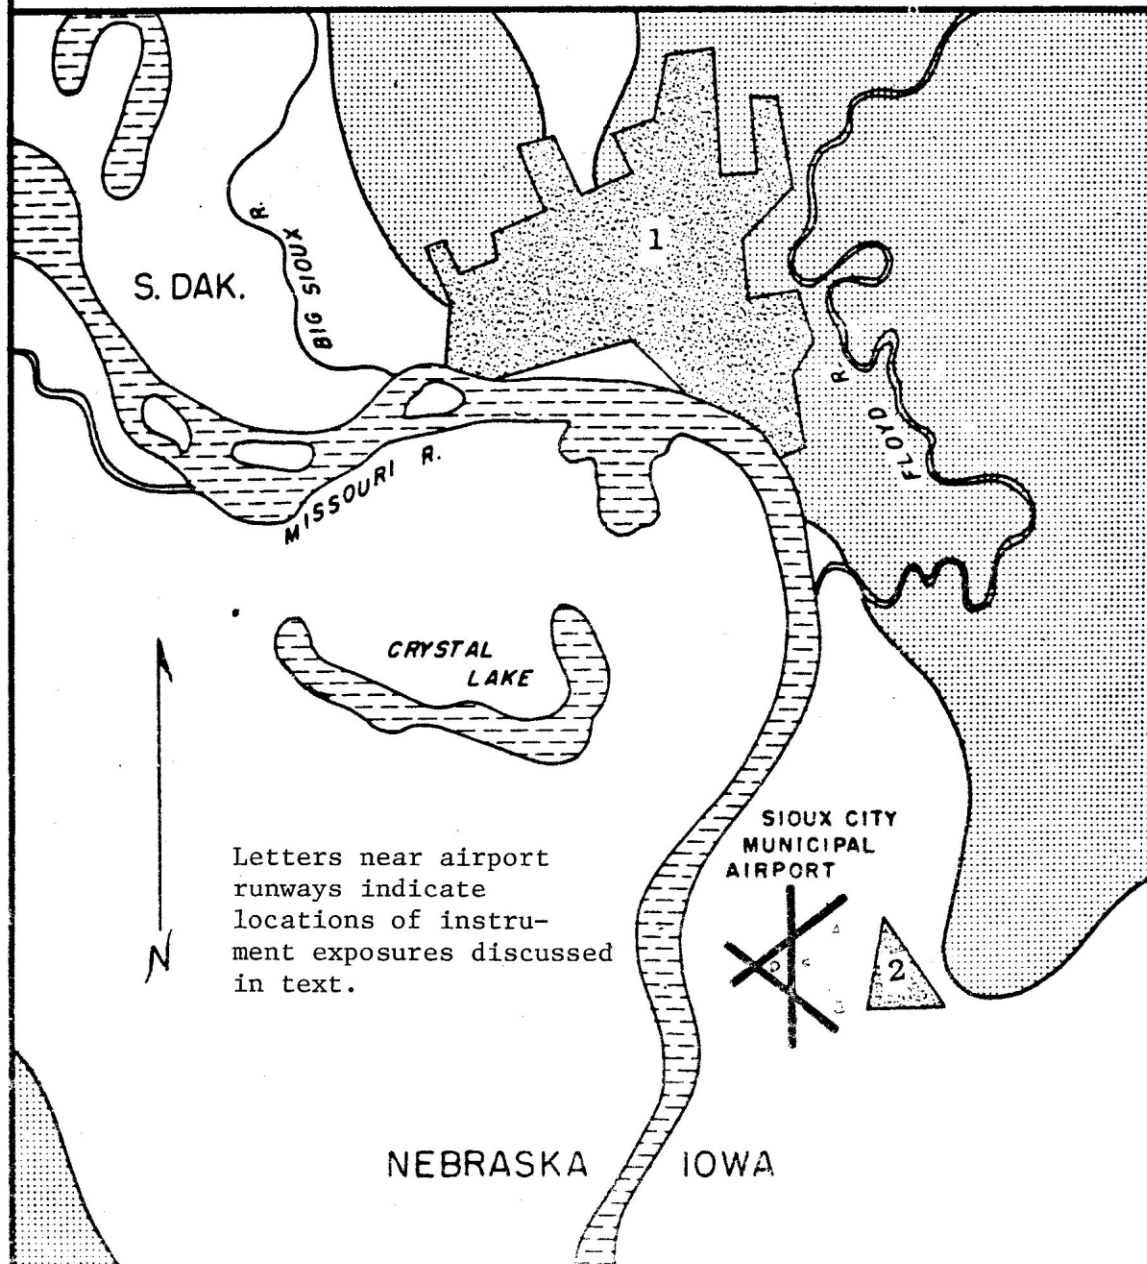 1
S. DAK.
BIG SIOUX R.
FLOYD R.
MISSOURI R.
CRYSTAL
LAKE
SIOUX CITY
MUNICIPAL
AIRPORT
Letters near airport
runways indicate
locations of instru-
ment exposures discussed
in text.
N
2
NEBRASKA IOWA